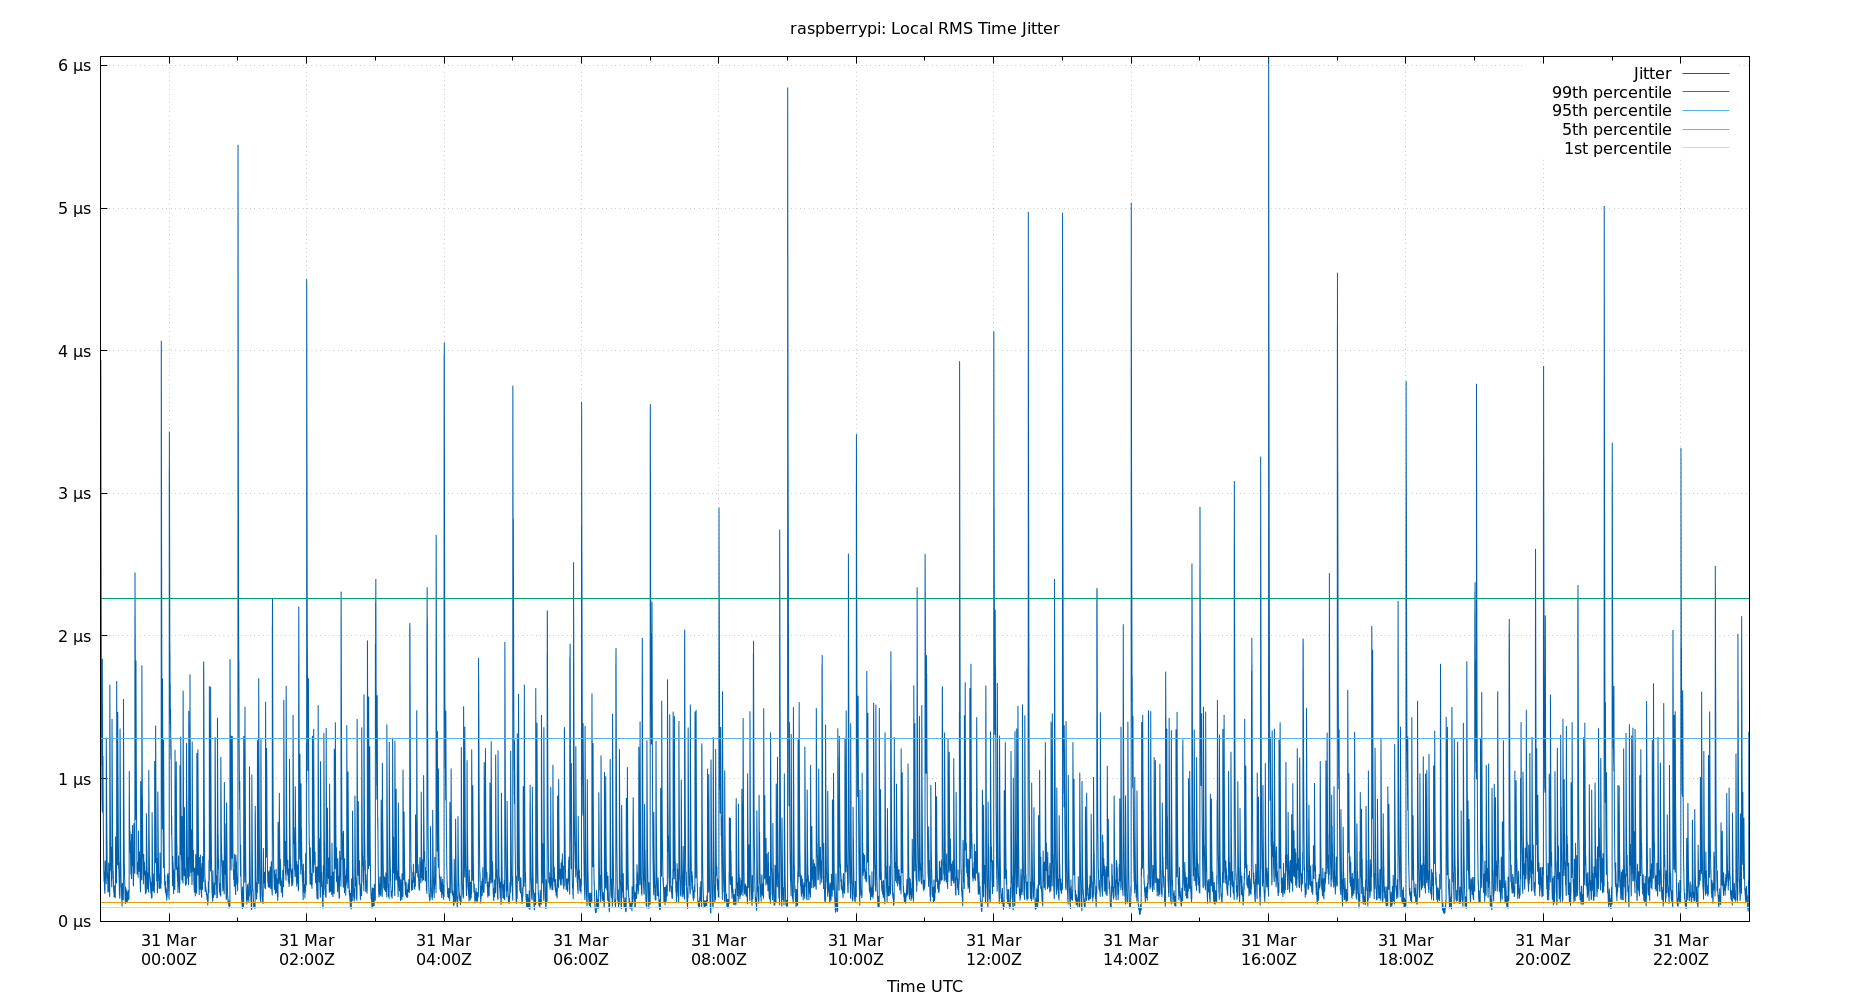 raspberrypi: Local RMS Time Jitter
6 μs
5 μs
4 μs
3 μs
2 μs
1 μs
0 μs
Jitter
99th percentile
95th percentile
5th percentile
1st percentile
31 Mar 31 Mar 31 Mar 31 Mar 31 Mar 31 Mar 31 Mar 31 Mar 31 Mar 31 Mar 31 Mar 31 Mar
00:00Z 02:00Z 04:00Z 06:00Z 08:00Z 10:00Z 12:00Z 14:00Z 16:00Z 18:00Z 20:00Z 22:00Z
Time UTC